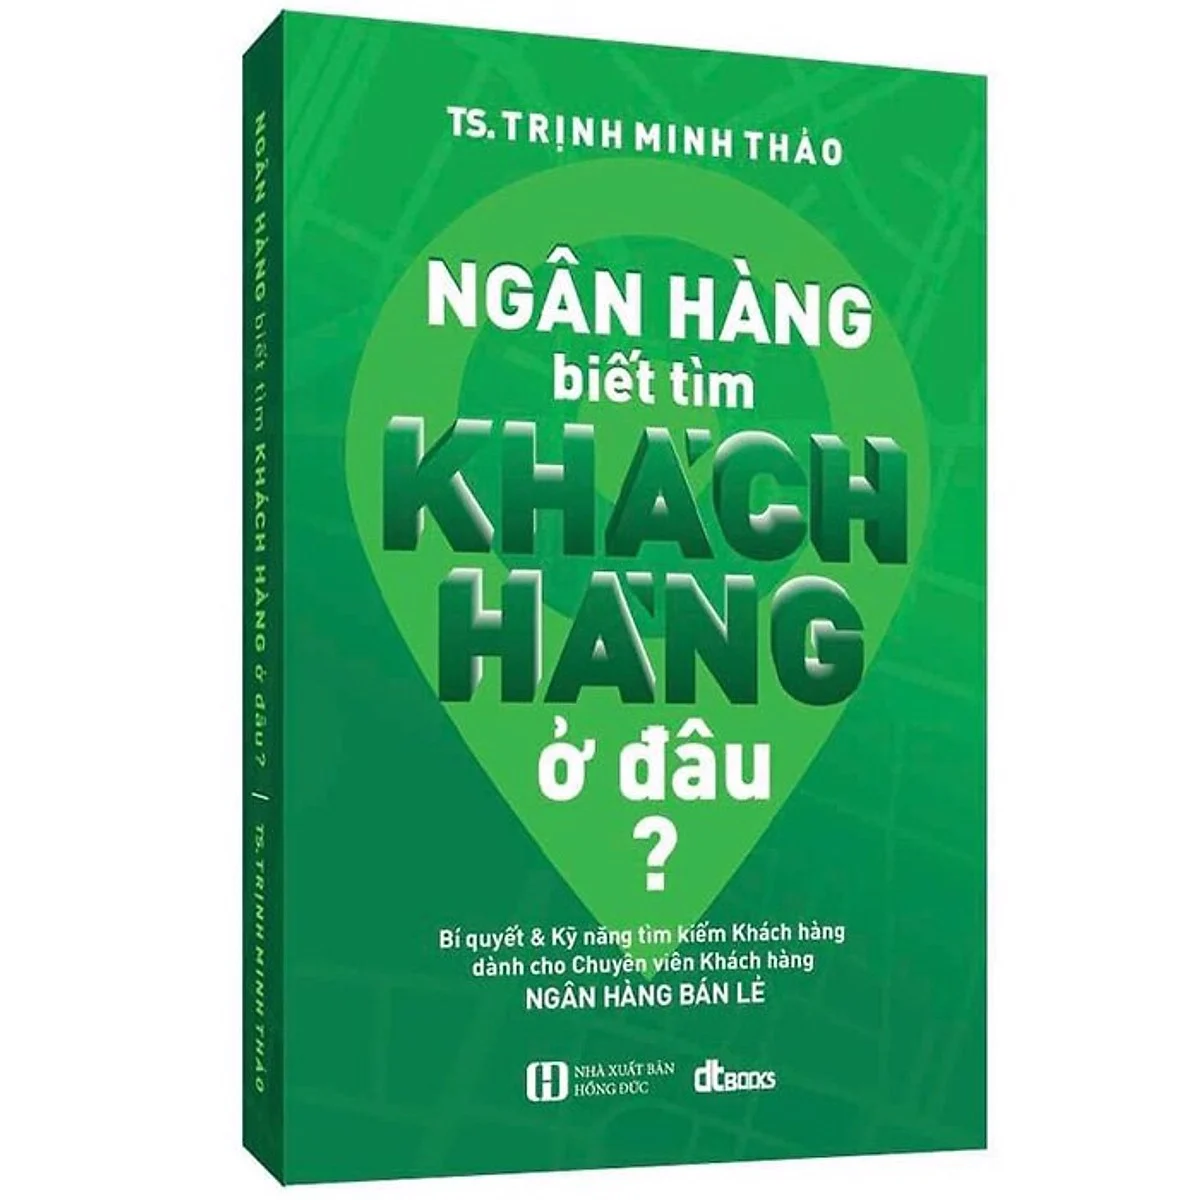 TS. TRỊNH MINH THẢO
NGÂN HÀNG
biết tìm
KHÁCH
HÀNG
ở đâu
?
Bí quyết & Kỹ năng tìm kiếm Khách hàng
dành cho Chuyên viên Khách hàng
NGÂN HÀNG BÁN LẺ
NHÀ XUẤT BẢN
HỒNG ĐỨC
dtBOOKS
NGÂN HÀNG biết tìm KHÁCH HÀNG ở đâu? | TS. TRỊNH MINH THẢO